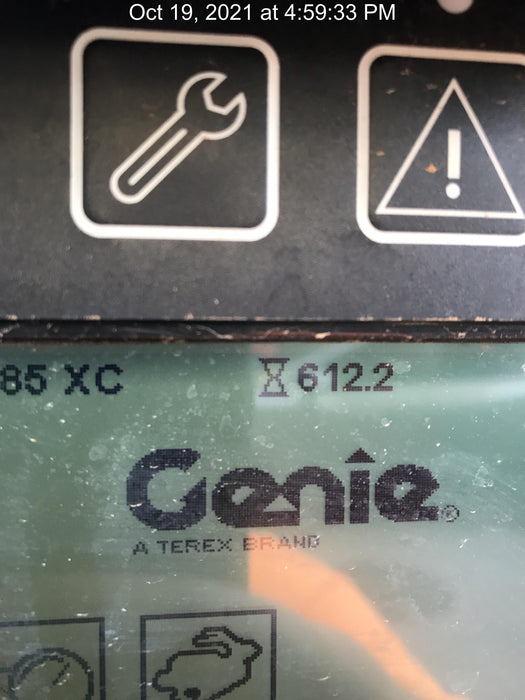 Oct 19, 2021 at 4:59:33 PM
85 XC
612.2
Genie®
A TEREX BRAND